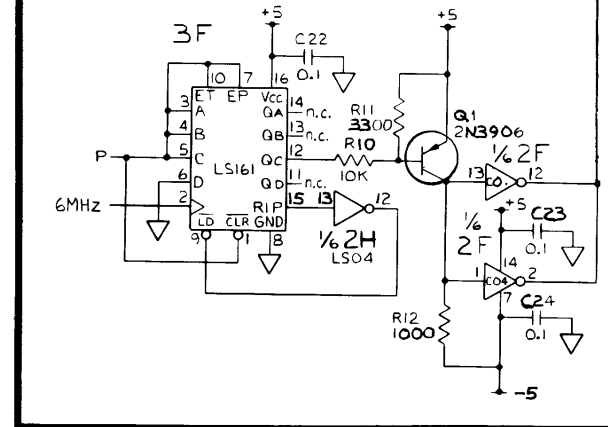 +5
+5
3F
C22
0.1
10 7 16
ET EP VCC
3 A QA 14 n.c.
4 B QB 13 n.c.
P 5 C QC 12
6 D QD 11 n.c.
LS161
6MHz 2 R1P 15 13 12
LD CLR GND
9 1 8
1/6 2H
LS04
R11
3300
R10
10K
Q1
2N3906
1/6 2F
13 CO 12
+5
1/6
2F
C23
0.1
14
1 C04 2
7
C24
0.1
R12
1000
-5